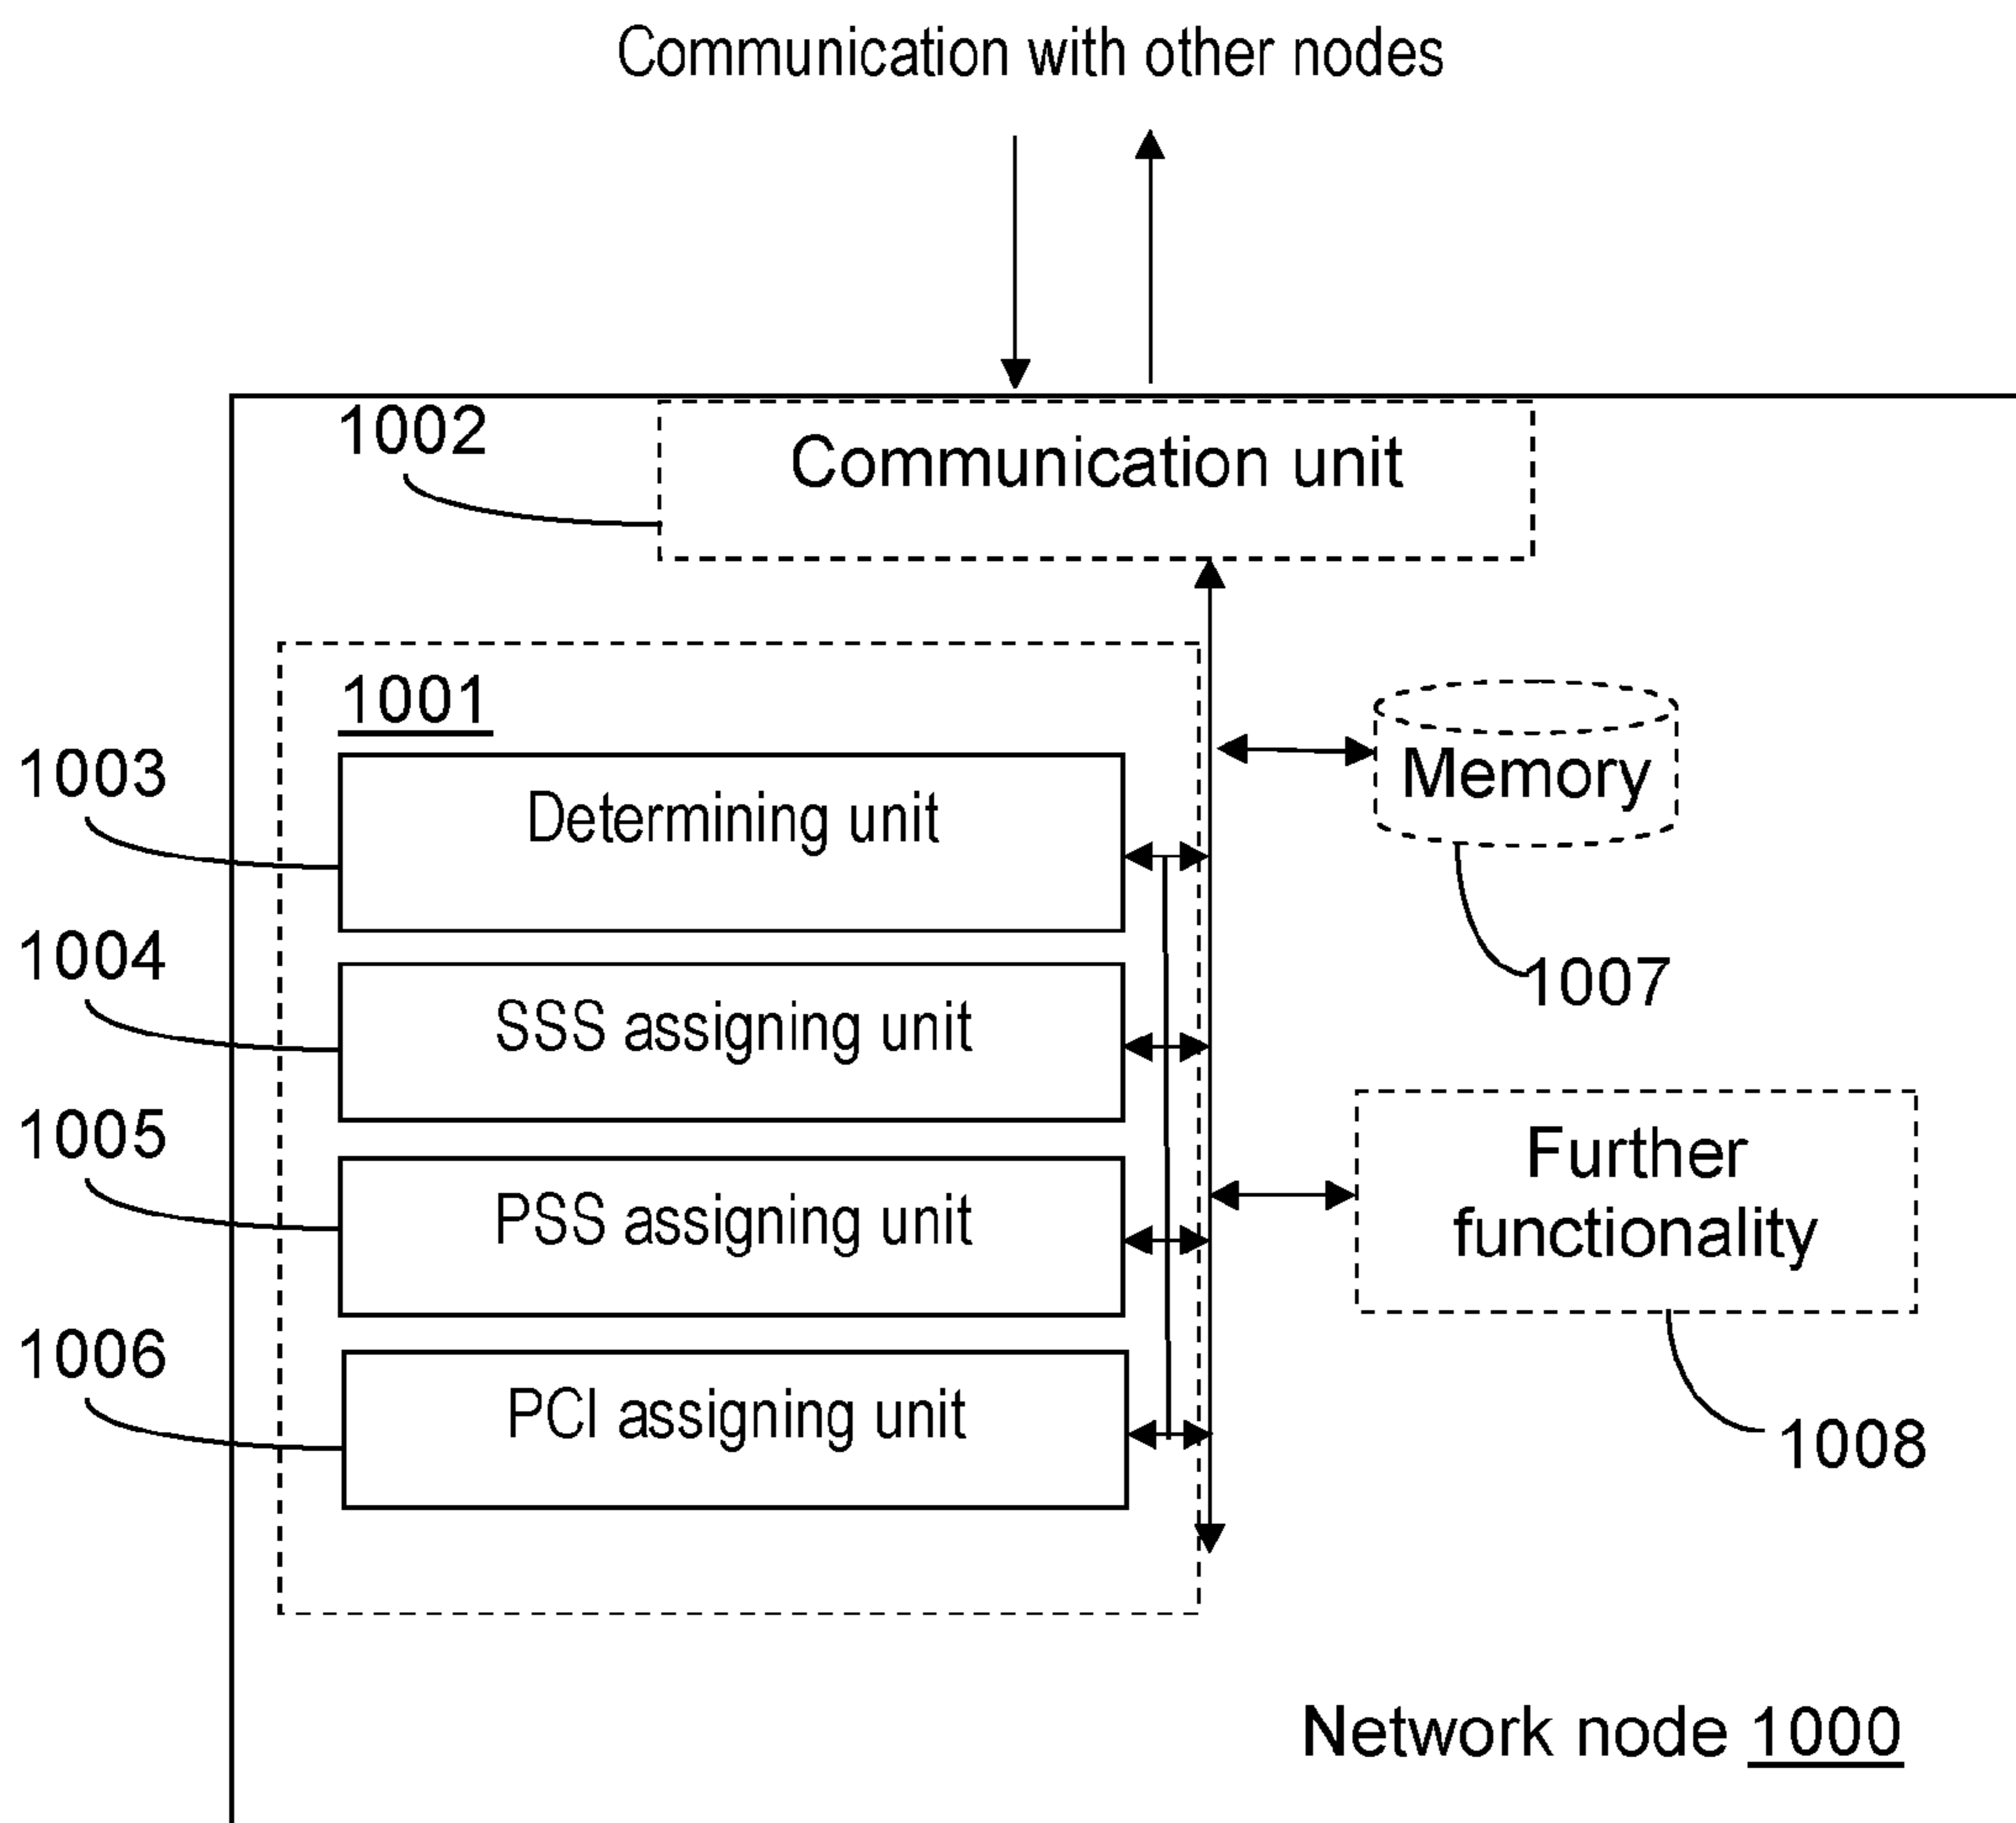 Communication with other nodes
1002
Communication unit
1001
1003
Determining unit
Memory
1004
SSS assigning unit
1007
1005
PSS assigning unit
Further
functionality
1006
PCI assigning unit
1008
Network node 1000